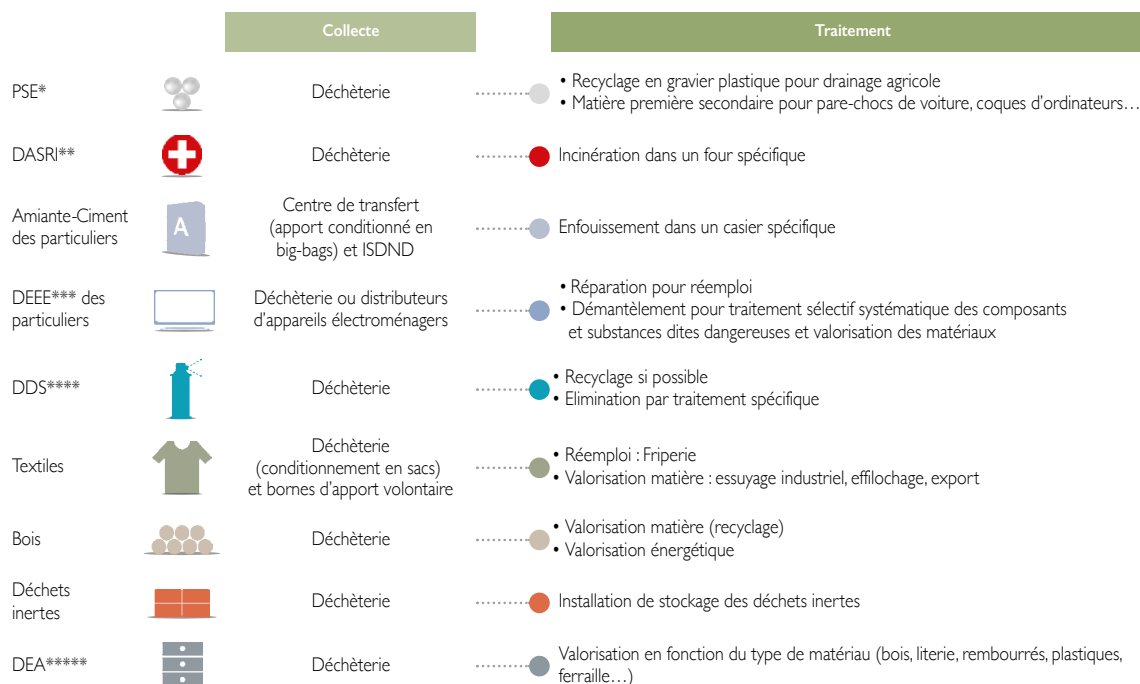 Collecte
Traitement
PSE*
Déchèterie
• Recyclage en gravier plastique pour drainage agricole
• Matière première secondaire pour pare-chocs de voiture, coques d'ordinateurs…
DASRI**
Déchèterie
Incinération dans un four spécifique
Amiante-Ciment
des particuliers
A
Centre de transfert
(apport conditionné en
big-bags) et ISDND
Enfouissement dans un casier spécifique
DEEE*** des
particuliers
Déchèterie ou distributeurs
d'appareils électroménagers
• Réparation pour réemploi
• Démantèlement pour traitement sélectif systématique des composants
et substances dites dangereuses et valorisation des matériaux
DDS****
Déchèterie
• Recyclage si possible
• Elimination par traitement spécifique
Textiles
Déchèterie
(conditionnement en sacs)
et bornes d'apport volontaire
• Réemploi : Friperie
• Valorisation matière : essuyage industriel, effilochage, export
Bois
Déchèterie
• Valorisation matière (recyclage)
• Valorisation énergétique
Déchets
inertes
Déchèterie
Installation de stockage des déchets inertes
DEA*****
Déchèterie
Valorisation en fonction du type de matériau (bois, literie, rembourrés, plastiques,
ferraille…)